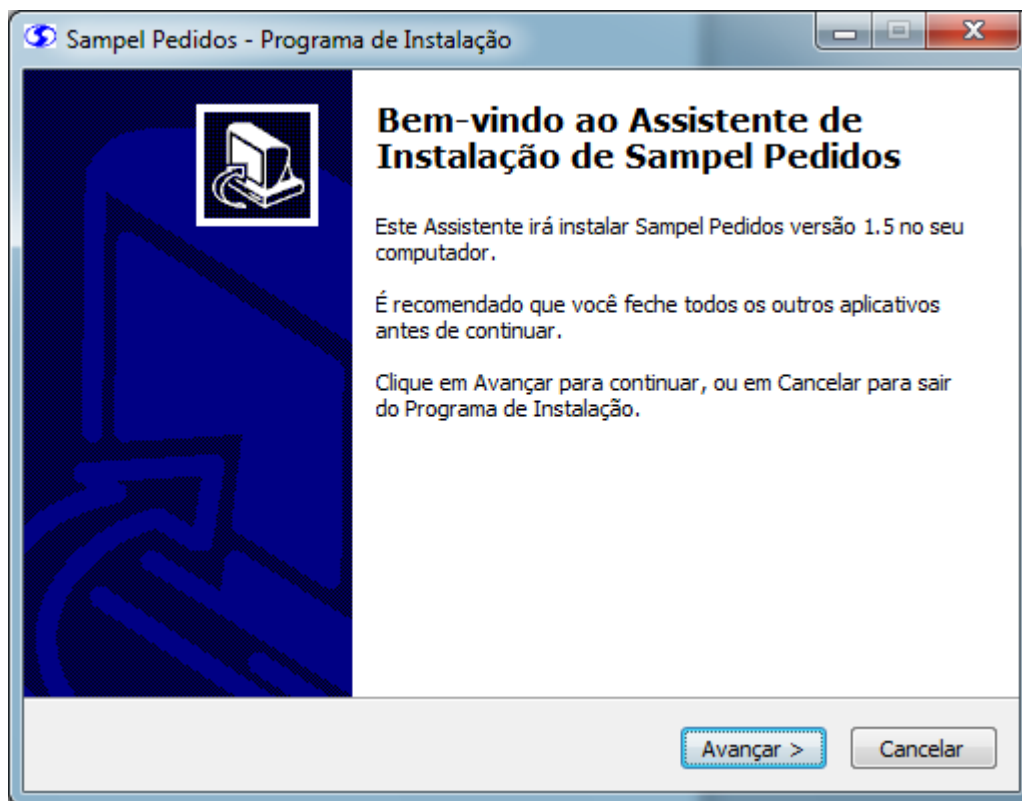 Sampel Pedidos - Programa de Instalação
Bem-vindo ao Assistente de
Instalação de Sampel Pedidos
Este Assistente irá instalar Sampel Pedidos versão 1.5 no seu
computador.
É recomendado que você feche todos os outros aplicativos
antes de continuar.
Clique em Avançar para continuar, ou em Cancelar para sair
do Programa de Instalação.
Avançar >
Cancelar